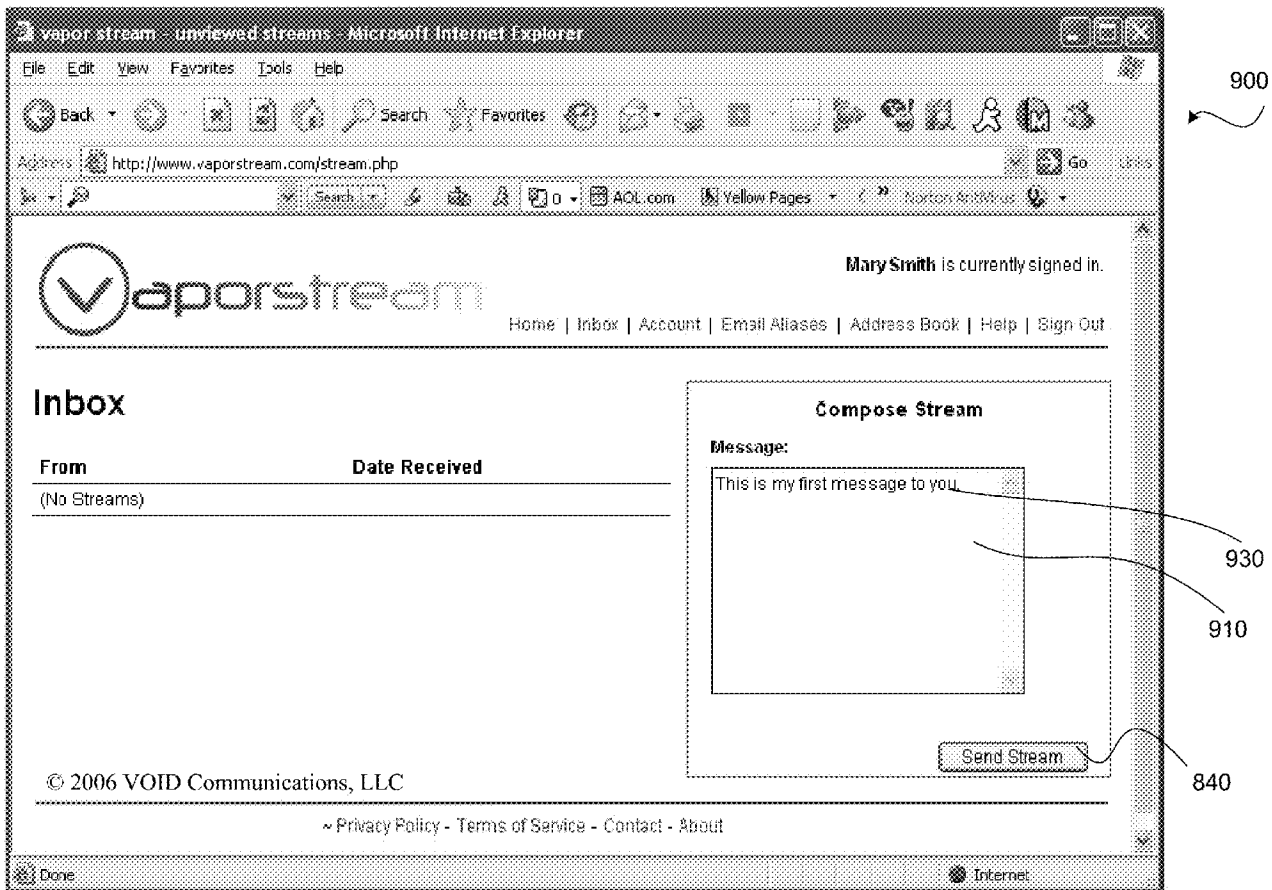 vapor stream - unviewed streams - Microsoft Internet Explorer
File Edit View Favorites Tools Help
900
Back Search Favorites
Address http://www.vaporstream.com/stream.php Go Links
Search 0 AOL.com Yellow Pages » Norton AntiVirus
Vaporstream
Mary Smith is currently signed in.
Home | Inbox | Account | Email Aliases | Address Book | Help | Sign Out
Inbox
From Date Received
(No Streams)
Compose Stream
Message:
This is my first message to you.
930
910
Send Stream
840
© 2006 VOID Communications, LLC
~ Privacy Policy - Terms of Service - Contact - About
Done Internet